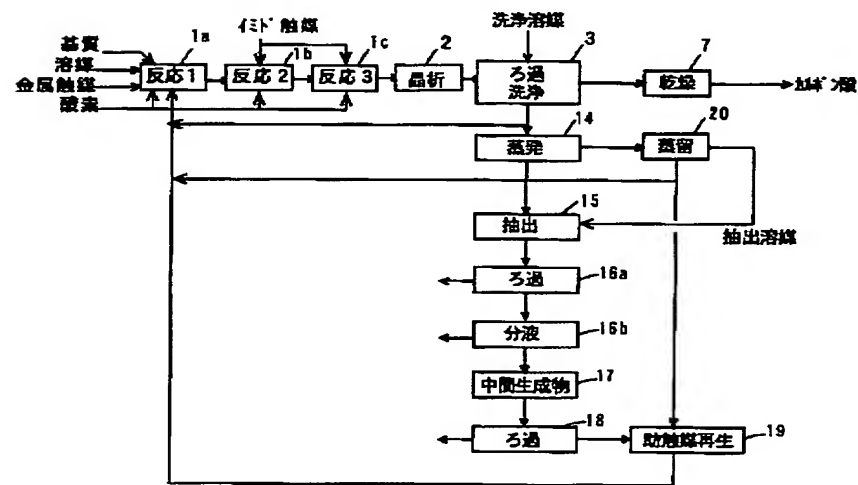 洗浄溶媒
ｲﾐﾄﾞ触媒
基質
1a
1b
1c
2
3
7
溶媒
反応1
反応2
反応3
晶析
ろ過
洗浄
乾燥
ｶﾙﾎﾞﾝ酸
金属触媒
酸素
14
20
蒸発
蒸留
15
抽出
抽出溶媒
16a
ろ過
16b
分液
中間生成物
17
18
ろ過
助触媒再生
19